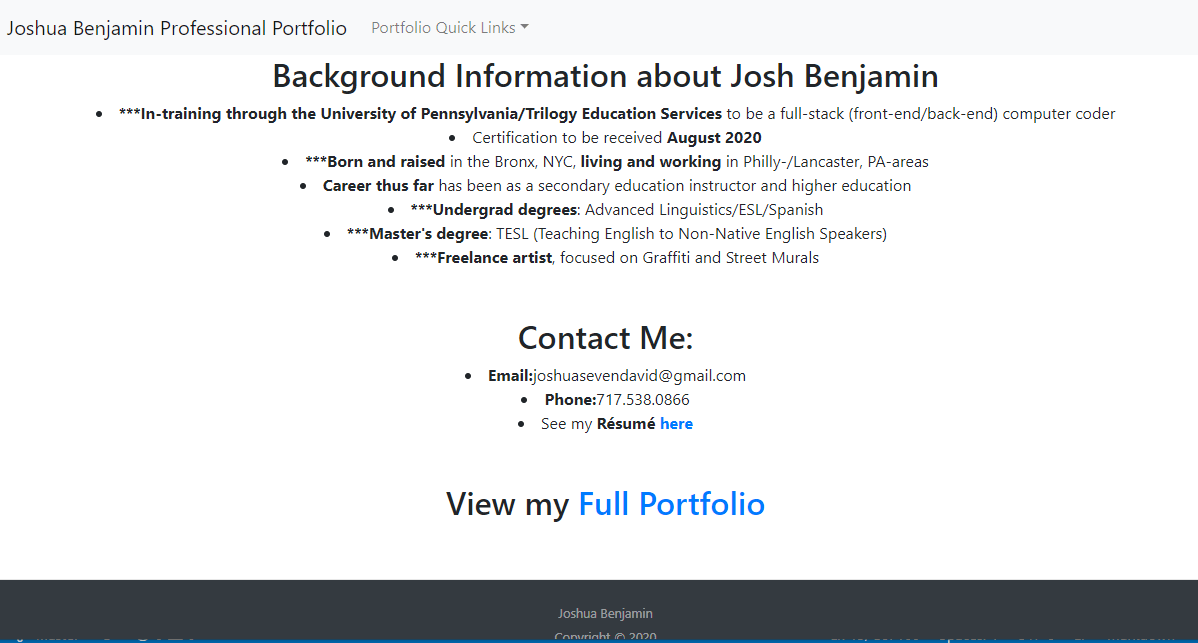 Joshua Benjamin Professional Portfolio Portfolio Quick Links
Background Information about Josh Benjamin
• ***In-training through the University of Pennsylvania/Trilogy Education Services to be a full-stack (front-end/back-end) computer coder
• Certification to be received August 2020
• ***Born and raised in the Bronx, NYC, living and working in Philly-/Lancaster, PA-areas
• Career thus far has been as a secondary education instructor and higher education
• ***Undergrad degrees: Advanced Linguistics/ESL/Spanish
• ***Master's degree: TESL (Teaching English to Non-Native English Speakers)
• ***Freelance artist, focused on Graffiti and Street Murals
Contact Me:
• Email:joshuasevendavid@gmail.com
• Phone:717.538.0866
• See my Résumé here
View my Full Portfolio
Joshua Benjamin
Copyright © 2020